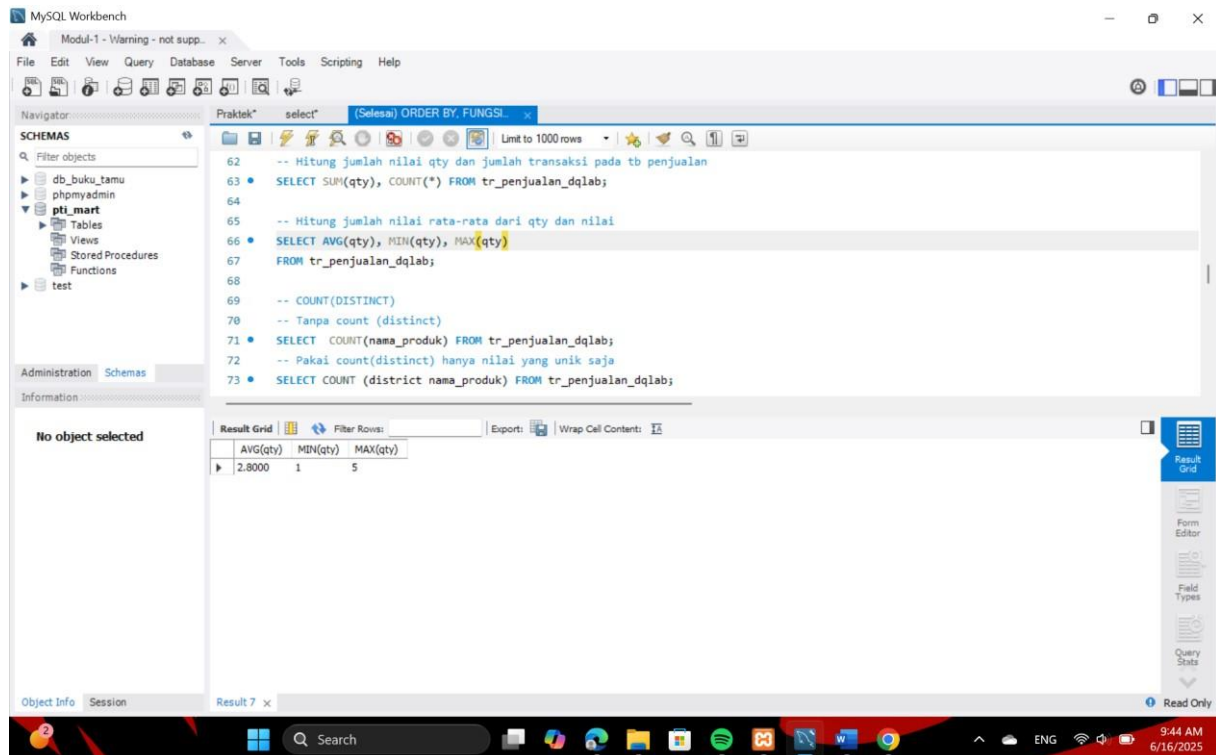 MySQL Workbench
Modul-1 - Warning - not supp..
File Edit View Query Database Server Tools Scripting Help
Navigator
Praktek*
select*
(Selesai) ORDER BY, FUNGSI...
SCHEMAS
Filter objects
db_buku_tamu
phpmyadmin
pti_mart
Tables
Views
Stored Procedures
Functions
test
Administration Schemas
Information
No object selected
Limit to 1000 rows
62 -- Hitung jumlah nilai qty dan jumlah transaksi pada tb penjualan
63 SELECT SUM(qty), COUNT(*) FROM tr_penjualan_dqlab;
64
65 -- Hitung jumlah nilai rata-rata dari qty dan nilai
66 SELECT AVG(qty), MIN(qty), MAX(qty)
67 FROM tr_penjualan_dqlab;
68
69 -- COUNT(DISTINCT)
70 -- Tanpa count (distinct)
71 SELECT COUNT(nama_produk) FROM tr_penjualan_dqlab;
72 -- Pakai count(distinct) hanya nilai yang unik saja
73 SELECT COUNT (district nama_produk) FROM tr_penjualan_dqlab;
Result Grid Filter Rows: Export: Wrap Cell Content:
AVG(qty) MIN(qty) MAX(qty)
2.8000 1 5
Result Grid
Form Editor
Field Types
Query Stats
Object Info Session
Result 7
Read Only
2
Search
ENG
9:44 AM
6/16/2025